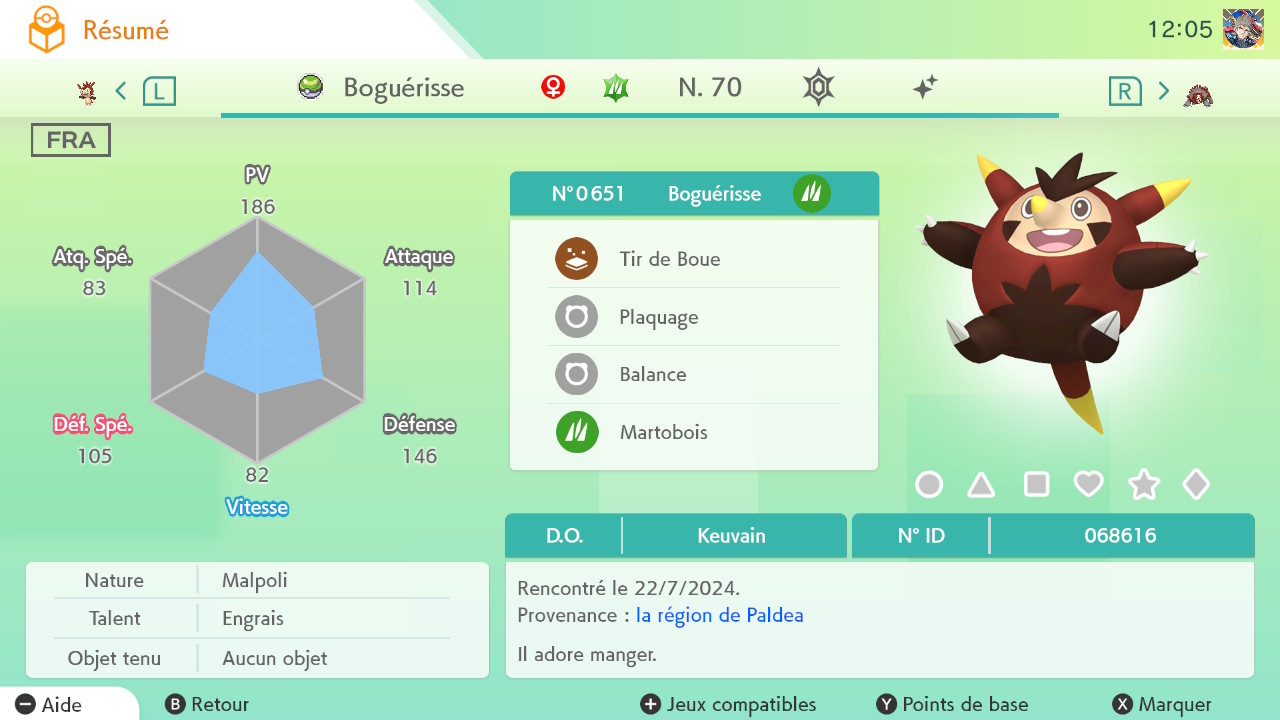 Résumé
12:05
L
Boguérisse
N. 70
R
FRA
PV
186
Atq. Spé.
83
Attaque
114
Déf. Spé.
105
Défense
146
82
Vitesse
N°0651 Boguérisse
Tir de Boue
Plaquage
Balance
Martobois
D.O. Keuvain
N° ID 068616
Nature Malpoli
Talent Engrais
Objet tenu Aucun objet
Rencontré le 22/7/2024.
Provenance : la région de Paldea
Il adore manger.
Aide
B Retour
Jeux compatibles
Y Points de base
X Marquer